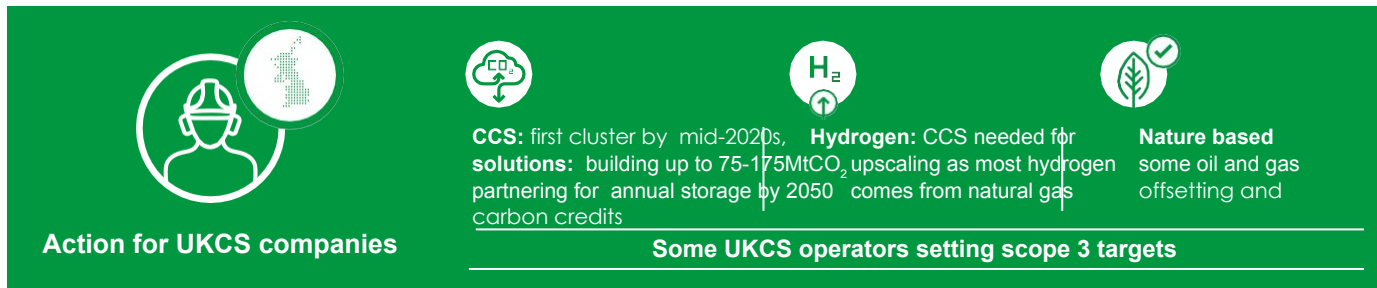 CO2
H2
CCS: first cluster by mid-2020s, Hydrogen: CCS needed for Nature based
solutions: building up to 75-175MtCO2 upscaling as most hydrogen some oil and gas
partnering for annual storage by 2050 comes from natural gas offsetting and
carbon credits
Action for UKCS companies
Some UKCS operators setting scope 3 targets